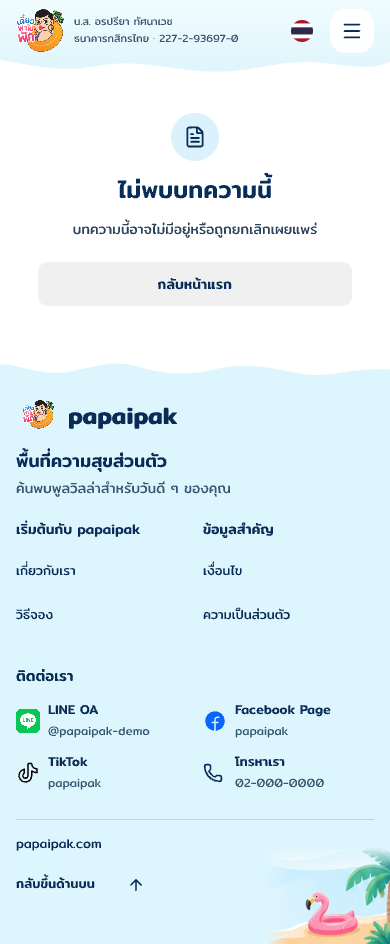 เที่ยว
พาม
พัก
น.ส. อรปรียา ทัศนาเวช
ธนาคารกสิกรไทย · 227-2-93697-0
ไม่พบบทความนี้
บทความนี้อาจไม่มีอยู่หรือถูกยกเลิกเผยแพร่
กลับหน้าแรก
papaipak
พื้นที่ความสุขส่วนตัว
ค้นพบพูลวิลล่าสำหรับวันดี ๆ ของคุณ
เริ่มต้นกับ papaipak
ข้อมูลสำคัญ
เกี่ยวกับเรา
เงื่อนไข
วิธีจอง
ความเป็นส่วนตัว
ติดต่อเรา
LINE OA
@papaipak-demo
Facebook Page
papaipak
TikTok
papaipak
โทรหาเรา
02-000-0000
papaipak.com
กลับขึ้นด้านบน